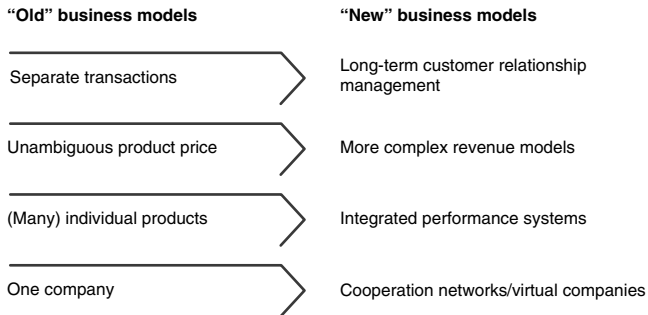 “Old” business models
“New” business models
Separate transactions
Long-term customer relationship
management
Unambiguous product price
More complex revenue models
(Many) individual products
Integrated performance systems
One company
Cooperation networks/virtual companies